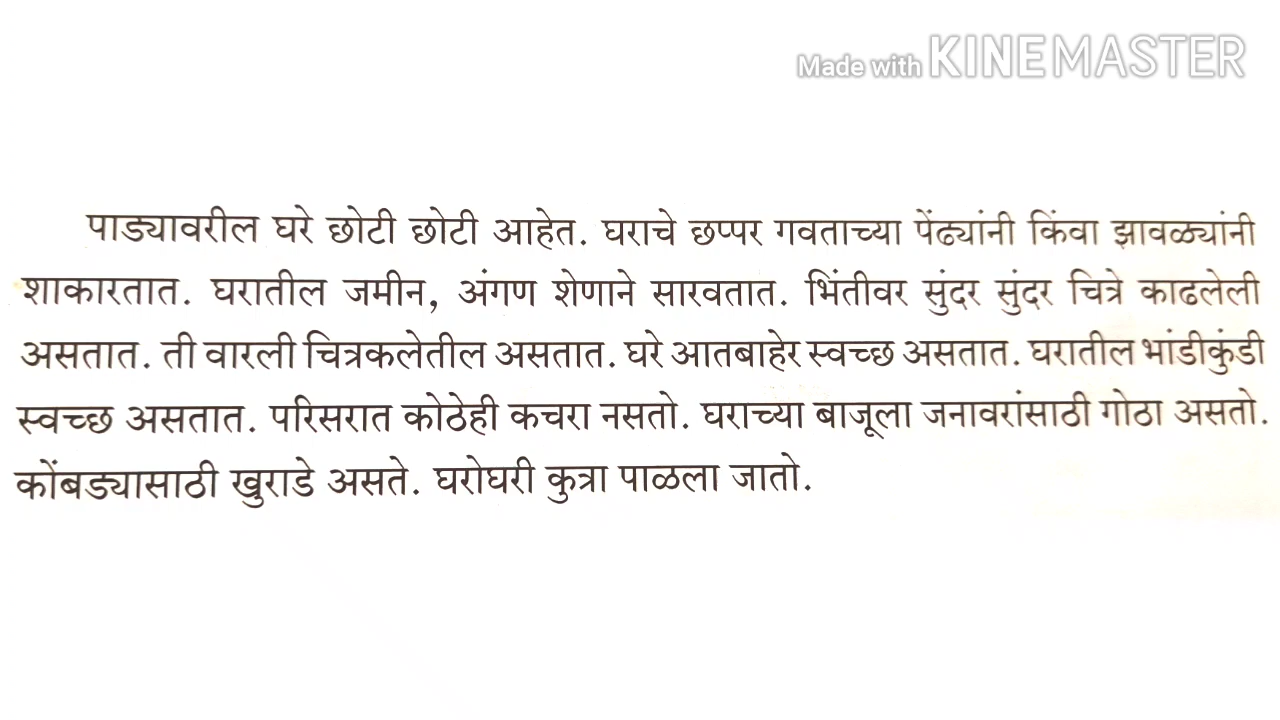 Made with KINEMASTER
पाड्यावरील घरे छोटी छोटी आहेत. घराचे छप्पर गवताच्या पेंढ्यांनी किंवा झावळ्यांनी
शाकारतात. घरातील जमीन, अंगण शेणाने सारवतात. भिंतीवर सुंदर सुंदर चित्रे काढलेली
असतात. ती वारली चित्रकलेतील असतात. घरे आतबाहेर स्वच्छ असतात. घरातील भांडीकुंडी
स्वच्छ असतात. परिसरात कोठेही कचरा नसतो. घराच्या बाजूला जनावरांसाठी गोठा असतो.
कोंबड्यासाठी खुराडे असते. घरोघरी कुत्रा पाळला जातो.